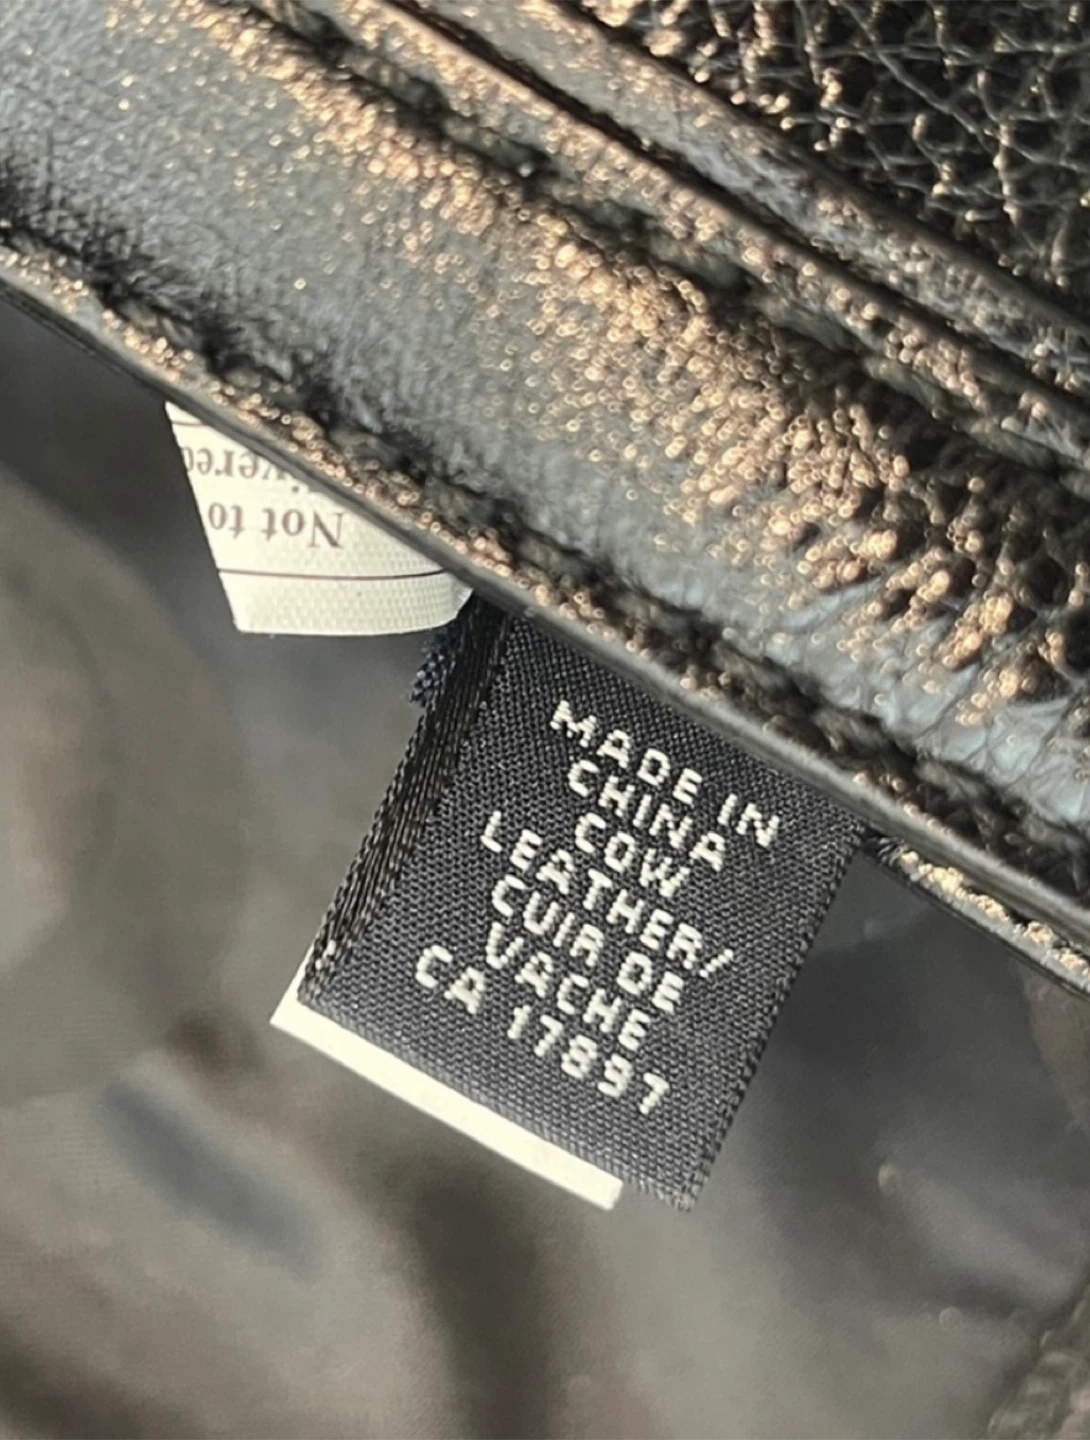 Not to
MADE IN
CHINA
COW
LEATHER/
CUIR DE
VACHE
CA 17897